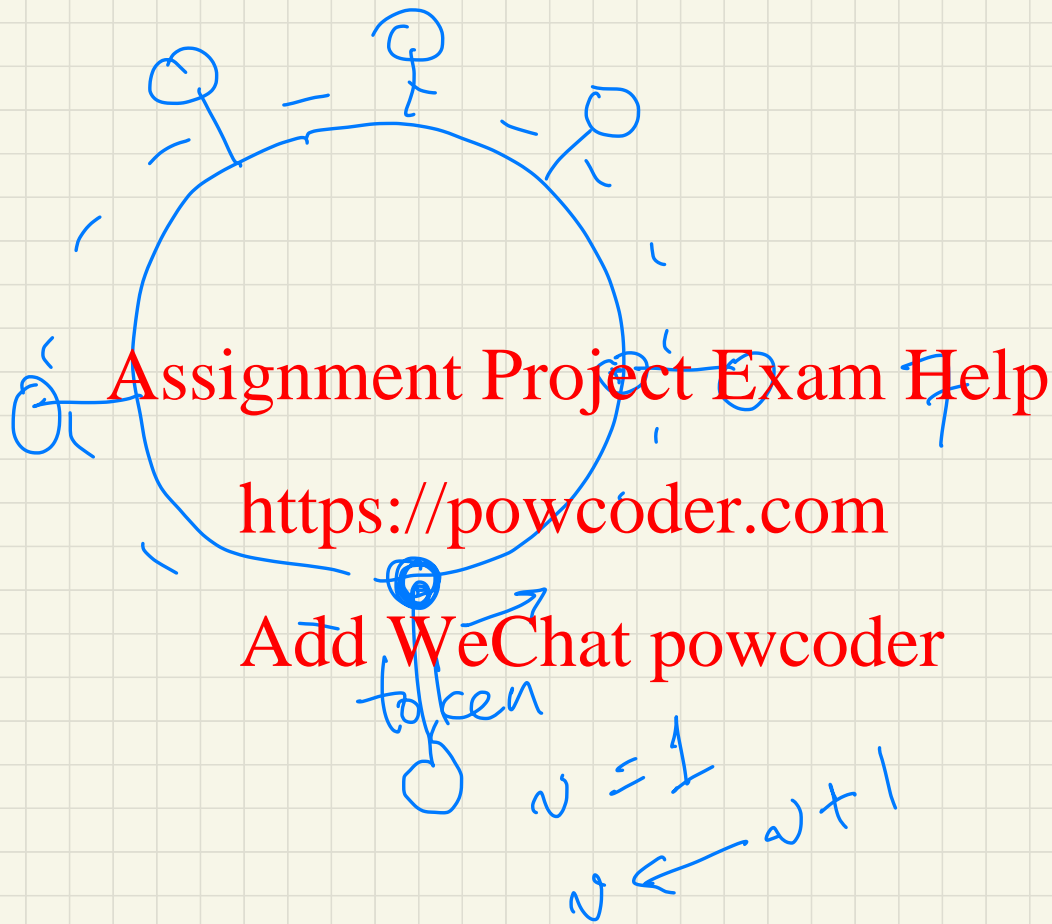 Assignment Project Exam Help
https://powcoder.com
Add WeChat powcoder
token
v = 1
v ← v + 1